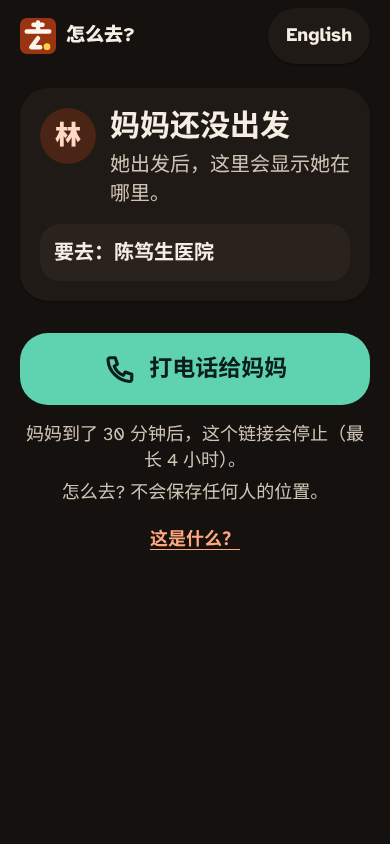 去
怎么去?
English
林
妈妈还没出发
她出发后，这里会显示她在
哪里。
要去：陈笃生医院
打电话给妈妈
妈妈到了 30 分钟后，这个链接会停止（最
长 4 小时）。
怎么去? 不会保存任何人的位置。
这是什么？